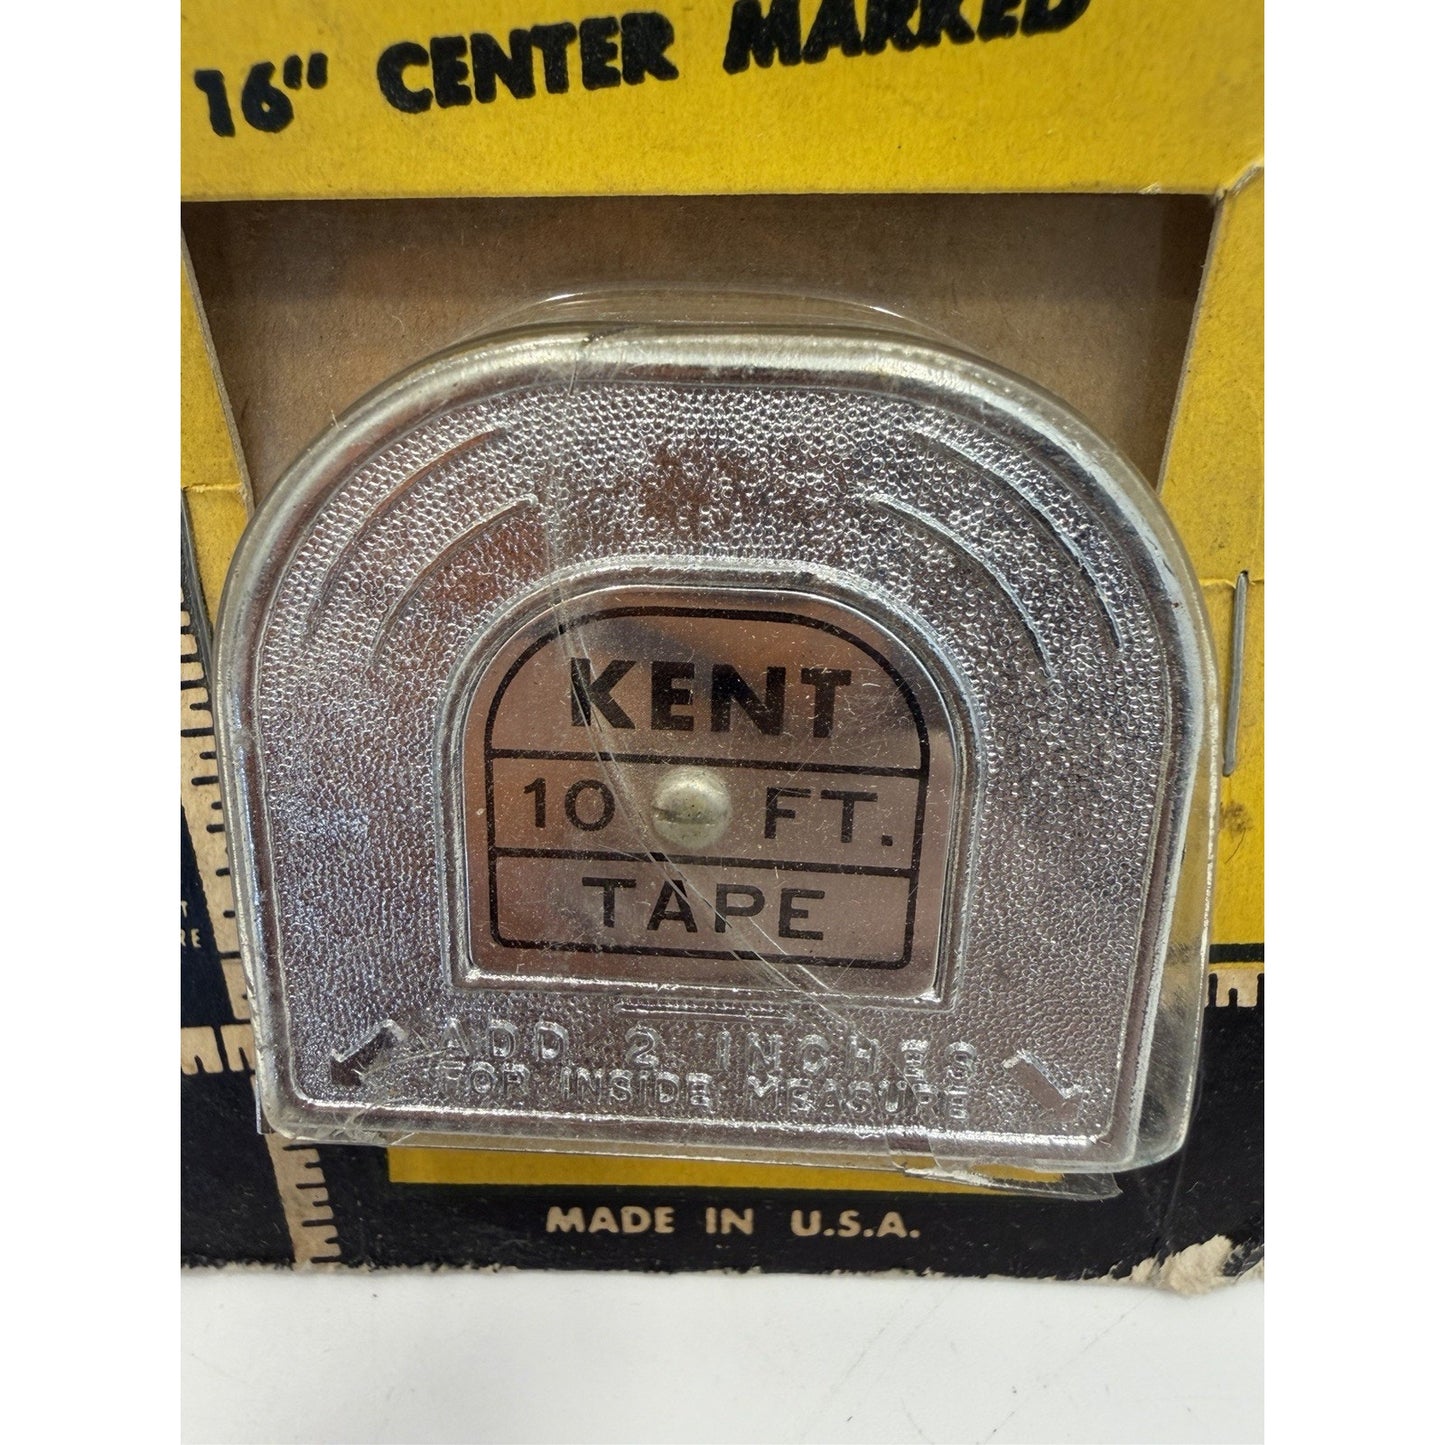 16" CENTER MARKED
KENT
10 FT.
TAPE
ADD 2 INCHES
FOR INSIDE MEASURE
MADE IN U.S.A.